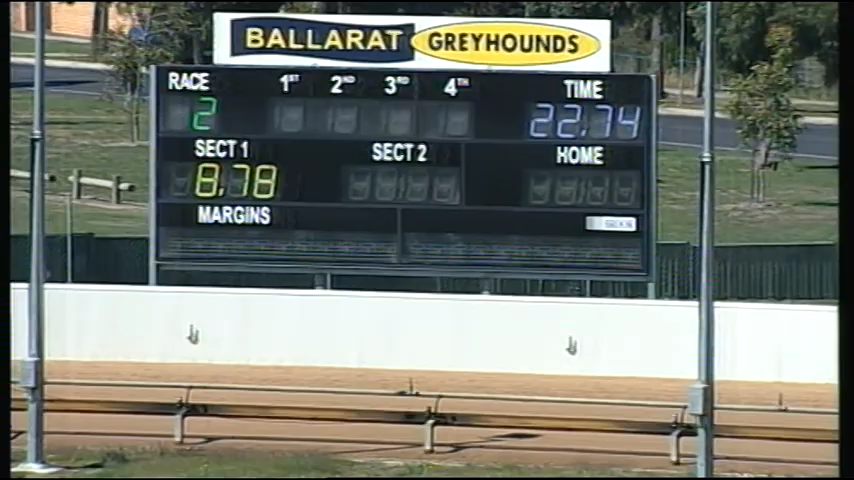 BALLARAT GREYHOUNDS
RACE 1ST 2ND 3RD 4TH TIME
2 22.74
SECT 1 SECT 2 HOME
8.78
MARGINS